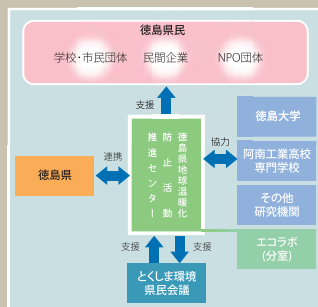 徳島県民
学校・市民団体
民間企業
NPO団体
支援
徳島県地球温暖化
防止活動
推進センター
徳島県
連携
協力
徳島大学
阿南工業高校
専門学校
その他
研究機関
エコラボ
(分室)
支援
支援
とくしま環境
県民会議